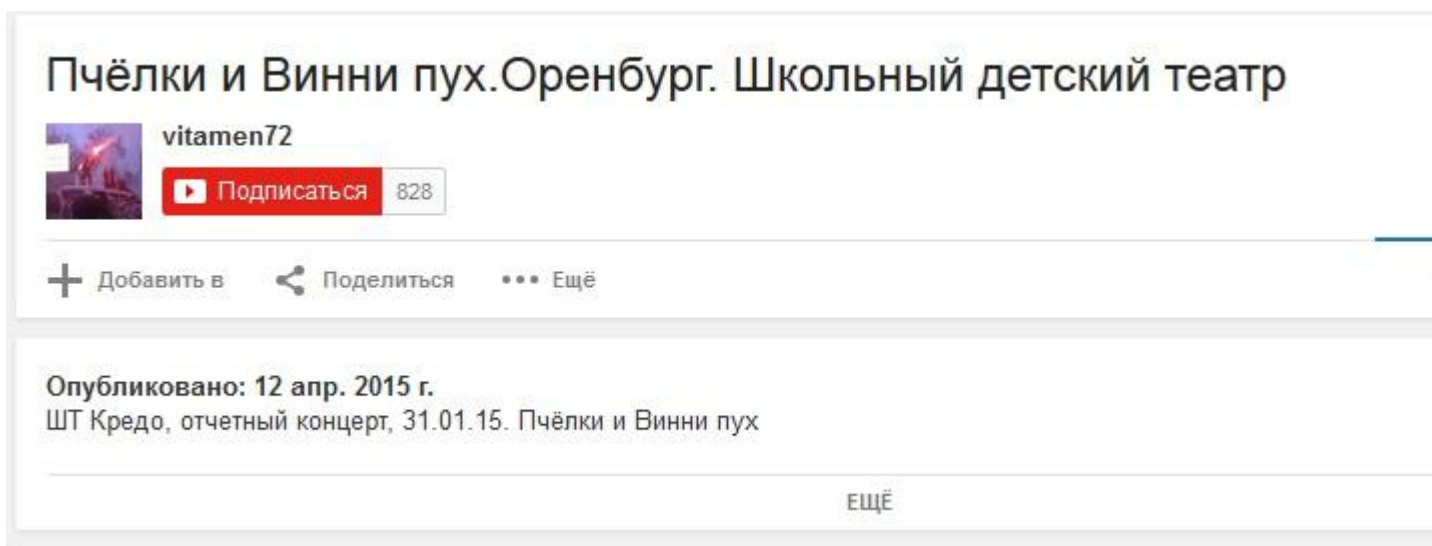 Пчёлки и Винни пух.Оренбург. Школьный детский театр
vitamen72
Подписаться 828
Добавить в Поделиться Ещё
Опубликовано: 12 апр. 2015 г.
ШТ Кредо, отчетный концерт, 31.01.15. Пчёлки и Винни пух
ЕЩЁ